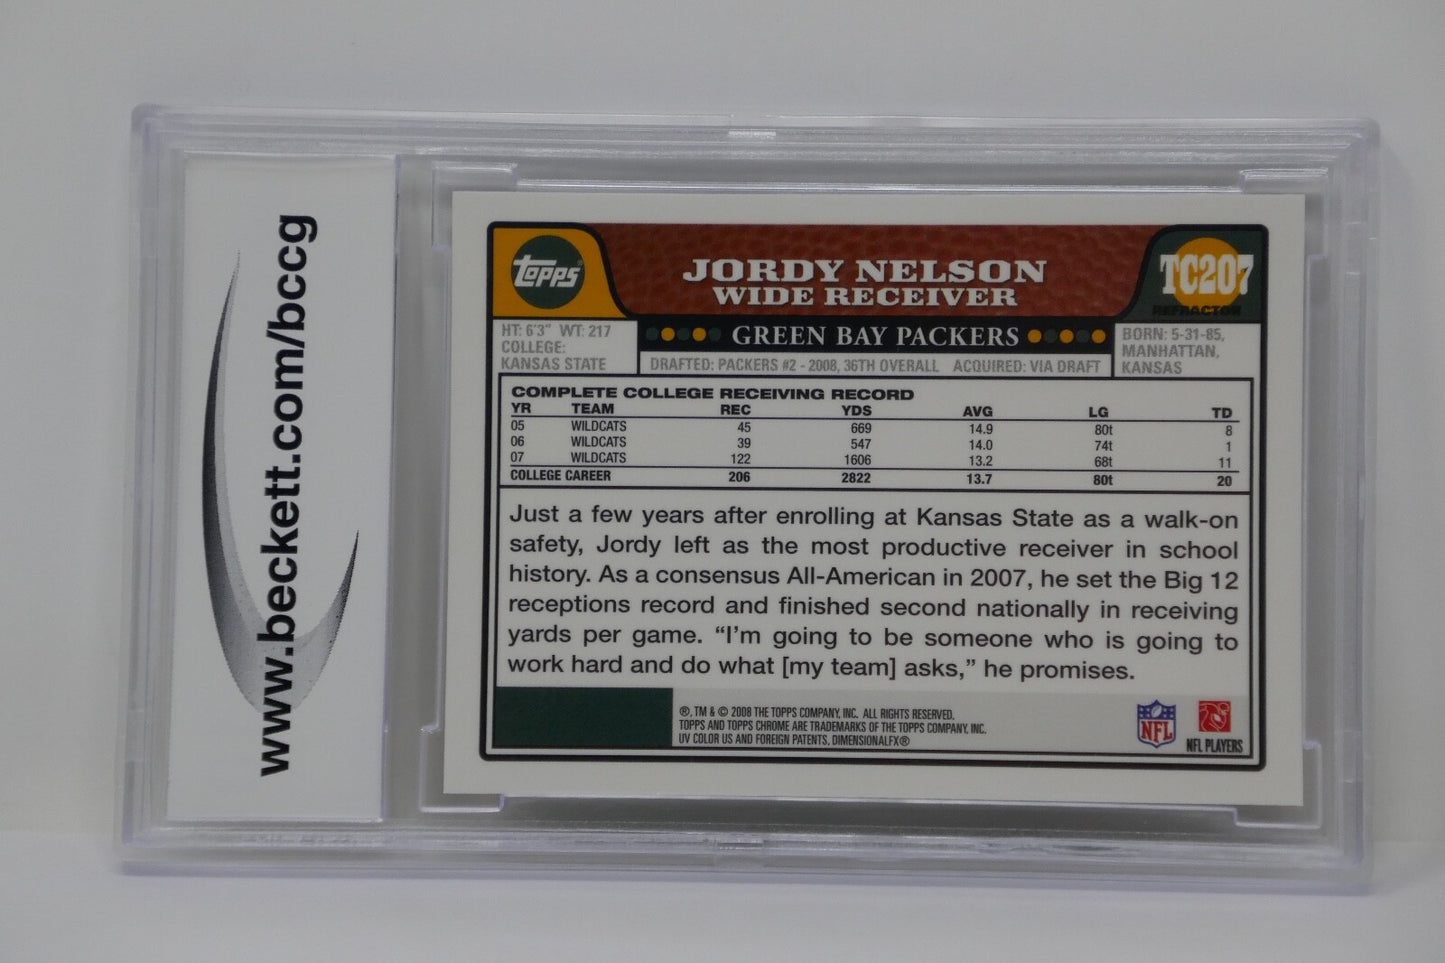 www.beckett.com/bccg
Topps
JORDY NELSON
WIDE RECEIVER
TC207
REFRACTOR
HT: 6'3" WT: 217
COLLEGE:
KANSAS STATE
GREEN BAY PACKERS
DRAFTED: PACKERS #2 - 2008, 36TH OVERALL ACQUIRED: VIA DRAFT
BORN: 5-31-85,
MANHATTAN,
KANSAS
COMPLETE COLLEGE RECEIVING RECORD
YR TEAM REC YDS AVG LG TD
05 WILDCATS 45 669 14.9 80t 8
06 WILDCATS 39 547 14.0 74t 1
07 WILDCATS 122 1606 13.2 68t 11
COLLEGE CAREER 206 2822 13.7 80t 20
Just a few years after enrolling at Kansas State as a walk-on
safety, Jordy left as the most productive receiver in school
history. As a consensus All-American in 2007, he set the Big 12
receptions record and finished second nationally in receiving
yards per game. “I’m going to be someone who is going to
work hard and do what [my team] asks,” he promises.
®, TM & © 2008 THE TOPPS COMPANY, INC. ALL RIGHTS RESERVED.
TOPPS AND TOPPS CHROME ARE TRADEMARKS OF THE TOPPS COMPANY, INC.
UV COLOR US AND FOREIGN PATENTS, DIMENSIONALFX®
NFL
NFL PLAYERS